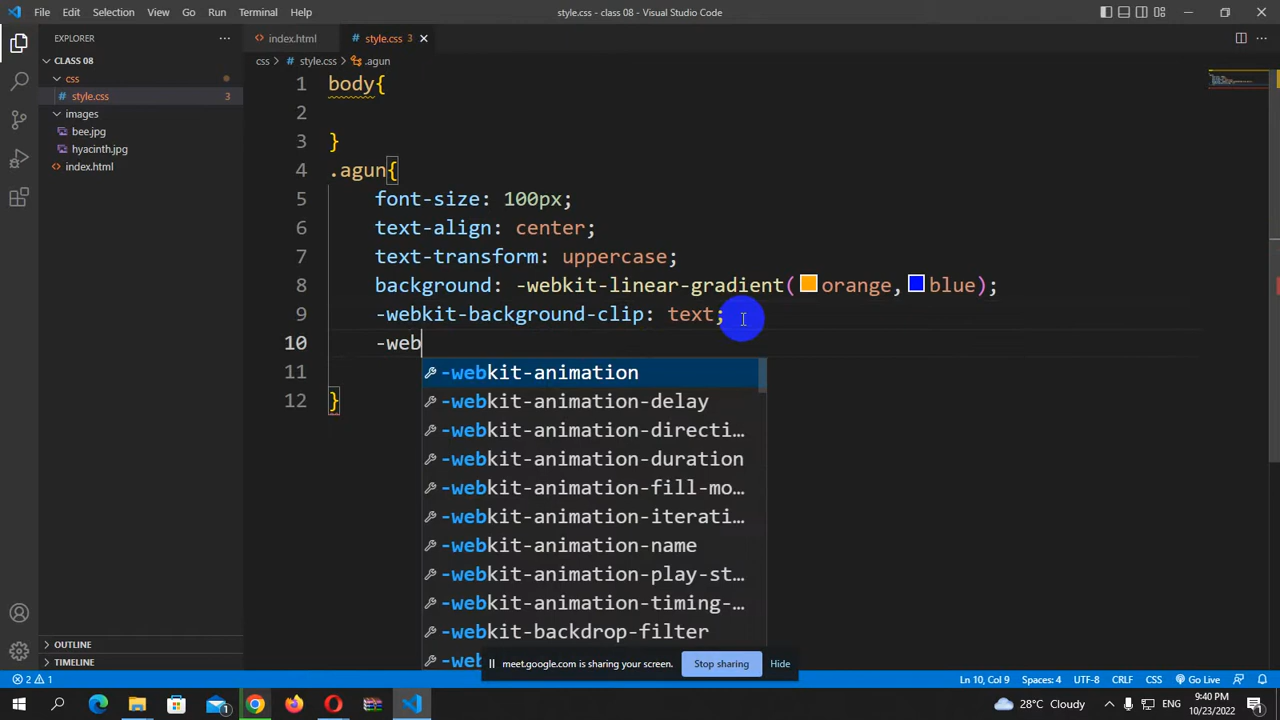 File Edit Selection View Go Run Terminal Help
style.css - class 08 - Visual Studio Code
EXPLORER
index.html
# style.css 3
CLASS 08
css > # style.css > .agun
css
# style.css 3
images
bee.jpg
hyacinth.jpg
<> index.html
1 body{
2
3 }
4 .agun{
5 font-size: 100px;
6 text-align: center;
7 text-transform: uppercase;
8 background: -webkit-linear-gradient(orange,blue);
9 -webkit-background-clip: text;
10 -web
11
12 }
-webkit-animation
-webkit-animation-delay
-webkit-animation-directi…
-webkit-animation-duration
-webkit-animation-fill-mo…
-webkit-animation-iterati…
-webkit-animation-name
-webkit-animation-play-st…
-webkit-animation-timing-…
-webkit-backdrop-filter
-we
OUTLINE
TIMELINE
meet.google.com is sharing your screen. Stop sharing Hide
2 1
Ln 10, Col 9 Spaces: 4 UTF-8 CRLF CSS Go Live
28°C Cloudy
ENG
9:40 PM
10/23/2022